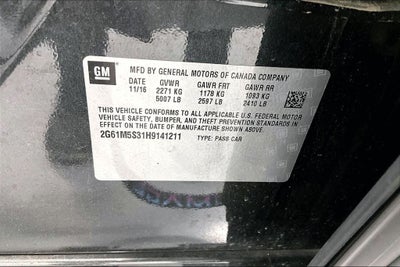 GM
MFD BY GENERAL MOTORS OF CANADA COMPANY
DATE GVWR GAWR FRT GAWR RR
11/16 2271 KG 1178 KG 1093 KG
5007 LB 2597 LB 2410 LB
THIS VEHICLE CONFORMS TO ALL APPLICABLE U.S. FEDERAL MOTOR
VEHICLE SAFETY, BUMPER, AND THEFT PREVENTION STANDARDS
IN EFFECT ON THE DATE OF MANUFACTURE SHOWN ABOVE.
2G61M5S31H9141211 TYPE: PASS CAR